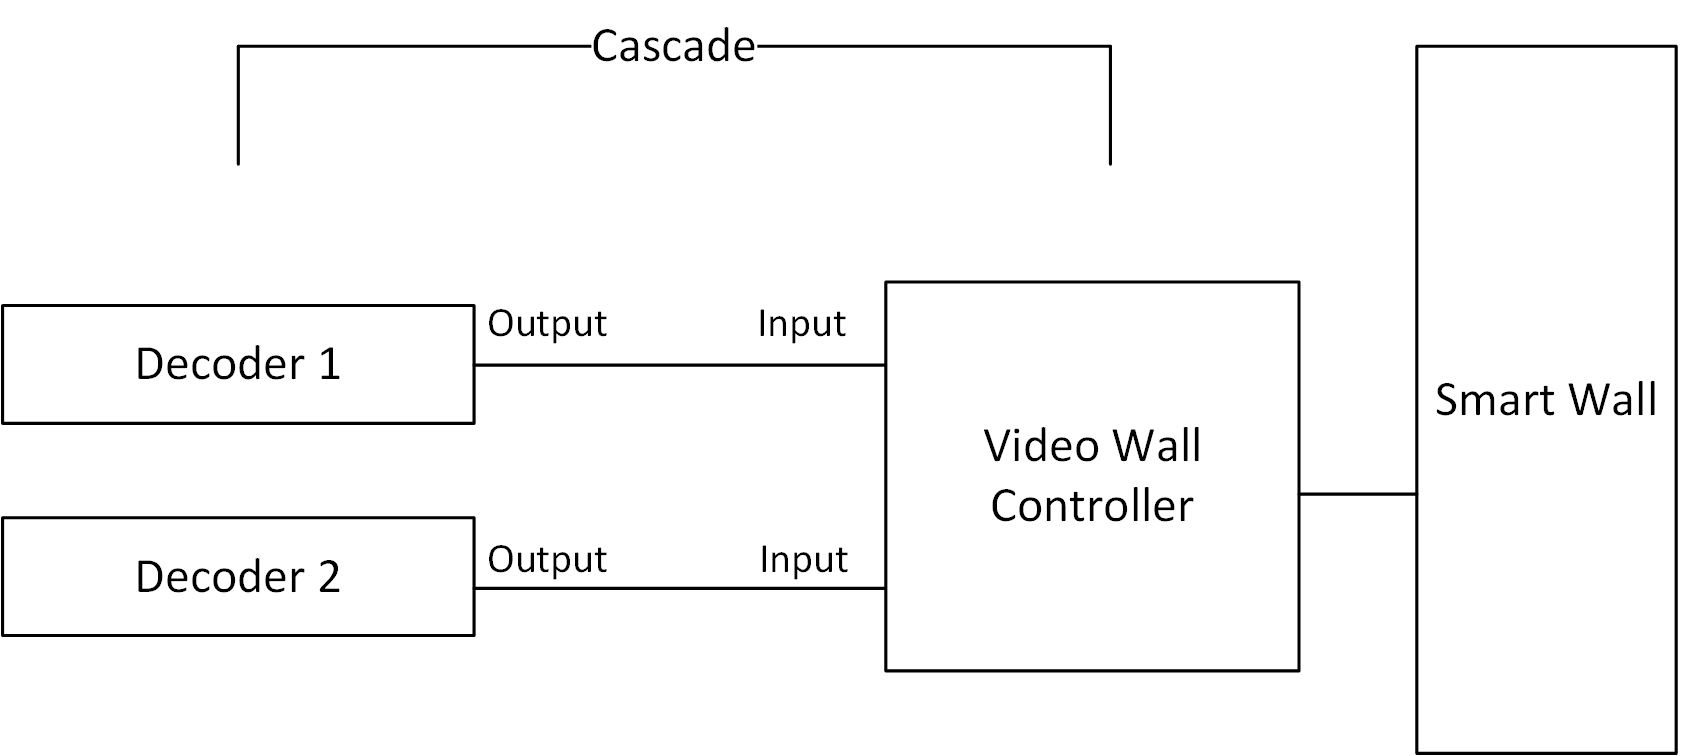 Cascade
Output
Input
Decoder 1
Smart Wall
Video Wall
Controller
Output
Input
Decoder 2